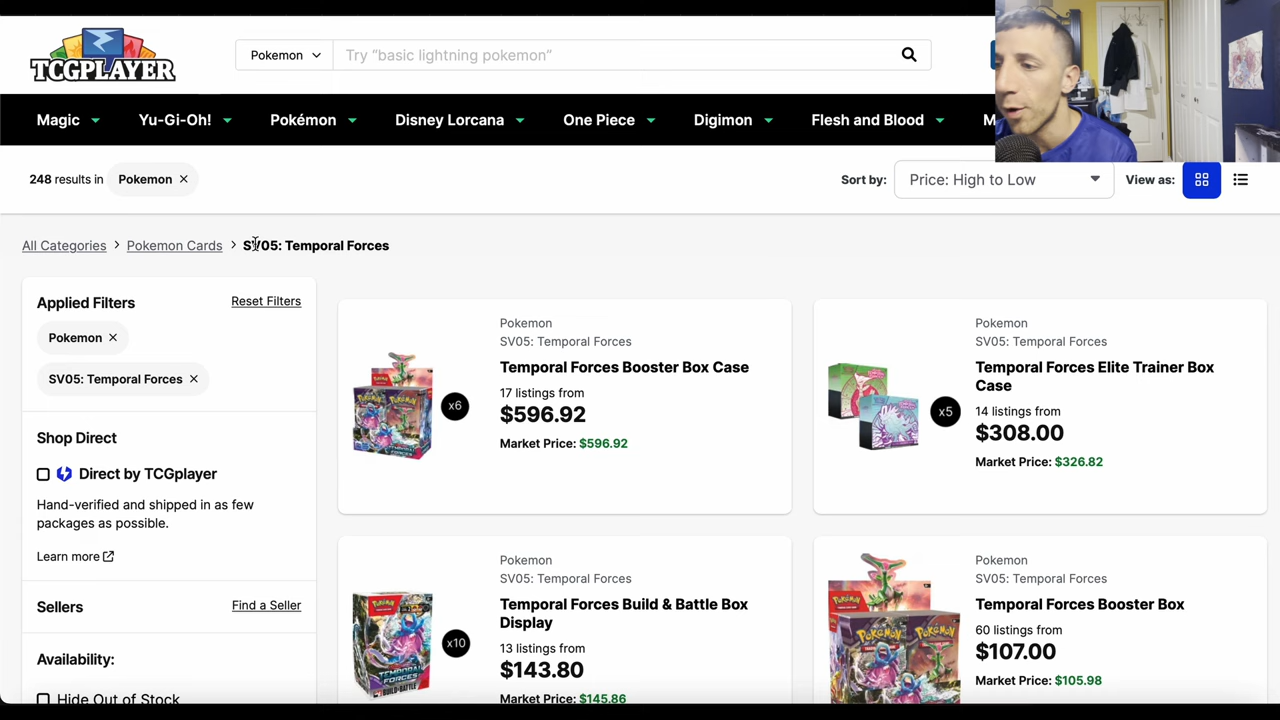 TCGPLAYER
Pokemon
Try "basic lightning pokemon"
Magic
Yu-Gi-Oh!
Pokémon
Disney Lorcana
One Piece
Digimon
Flesh and Blood
M
248 results in
Pokemon ×
Sort by:
Price: High to Low
View as:
All Categories > Pokemon Cards > SV05: Temporal Forces
Applied Filters
Reset Filters
Pokemon ×
SV05: Temporal Forces ×
Shop Direct
Direct by TCGplayer
Hand-verified and shipped in as few
packages as possible.
Learn more
Sellers
Find a Seller
Availability:
Hide Out of Stock
x6
Pokemon
SV05: Temporal Forces
Temporal Forces Booster Box Case
17 listings from
$596.92
Market Price: $596.92
x5
Pokemon
SV05: Temporal Forces
Temporal Forces Elite Trainer Box
Case
14 listings from
$308.00
Market Price: $326.82
x10
Pokemon
SV05: Temporal Forces
Temporal Forces Build & Battle Box
Display
13 listings from
$143.80
Market Price: $145.86
Pokemon
SV05: Temporal Forces
Temporal Forces Booster Box
60 listings from
$107.00
Market Price: $105.98